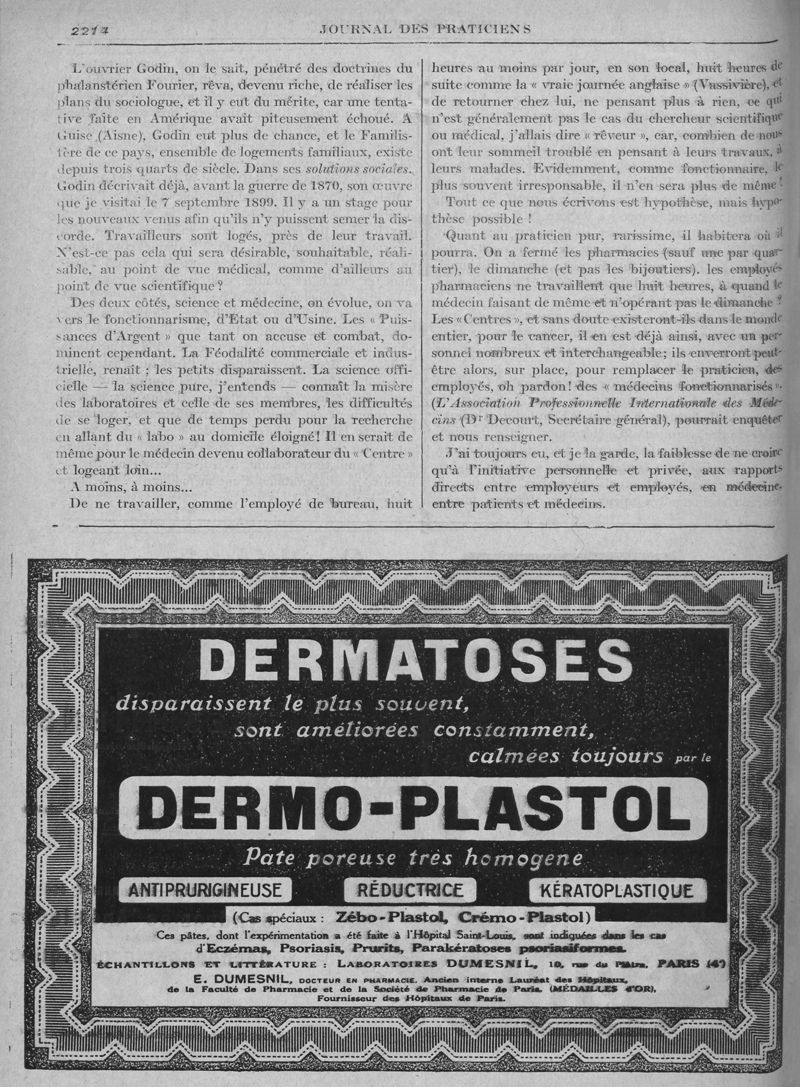 2214
JOURNAL DES PRATICIENS
L'ouvrier Godin, on le sait, pénétré des doctrines du
phalanstérien Fourier, rêva, devenu riche, de réaliser les
plans du sociologue, et il y eut du mérite, car une tenta-
tive faite en Amérique avait piteusement échoué. A
Guise (Aisne), Godin eut plus de chance, et le Familis-
tère de ce pays, ensemble de logements familiaux, existe
depuis trois quarts de siècle. Dans ses solutions sociales.
Godin décrivait déjà, avant la guerre de 1870, son œuvre
que je visitai le 7 septembre 1899. Il y a un stage pour
les nouveaux venus afin qu'ils n'y puissent semer la dis-
corde. Travailleurs sont logés, près de leur travail.
N'est-ce pas cela qui sera désirable, souhaitable, réali-
sable, au point de vue médical, comme d'ailleurs au
point de vue scientifique ?
Des deux côtés, science et médecine, on évolue, on va
vers le fonctionnarisme, d'Etat ou d'Usine. Les « Puis-
sances d'Argent » que tant on accuse et combat, do-
minent cependant. La Féodalité commerciale et indus-
trielle, renaît ; les petits disparaissent. La science offi-
cielle — la science pure, j'entends — connaît la misère
des laboratoires et celle de ses membres, les difficultés
de se loger, et que de temps perdu pour la recherche
en allant du « labo » au domicile éloigné! Il en serait de
même pour le médecin devenu collaborateur du « Centre »
et logeant loin...
A moins, à moins...
De ne travailler, comme l'employé de bureau, huit
heures au moins par jour, en son local, huit heures de
suite comme la « vraie journée anglaise » (Vassivière), et
de retourner chez lui, ne pensant plus à rien, ce qui
n'est généralement pas le cas du chercheur scientifique
ou médical, j'allais dire « rêveur », car, combien de nous
ont leur sommeil troublé en pensant à leurs travaux, à
leurs malades. Evidemment, comme fonctionnaire, le
plus souvent irresponsable, il n'en sera plus de même !
Tout ce que nous écrivons est hypothèse, mais hypo-
thèse possible !
Quant au praticien pur, rarissime, il habitera où il
pourra. On a fermé les pharmacies (sauf une par quar-
tier), le dimanche (et pas les bijoutiers). les employés
pharmaciens ne travaillent que huit heures, à quand le
médecin faisant de même et n'opérant pas le dimanche ?
Les « Centres », et sans doute existeront-ils dans le monde
entier, pour le cancer, il en est déjà ainsi, avec un per-
sonnel nombreux et interchangeable ; ils enverront peut-
être alors, sur place, pour remplacer le praticien, des
employés, oh pardon! des « médecins fonctionnarisés ».
(L'Association Professionnelle Internationale des Méde-
cins (Dr Decourt, Secrétaire général), pourrait enquêter
et nous renseigner.
J'ai toujours eu, et je la garde, la faiblesse de ne croire
qu'à l'initiative personnelle et privée, aux rapports
directs entre employeurs et employés, en médecine,
entre patients et médecins.
DERMATOSES
disparaissent le plus souvent,
sont améliorées constamment,
calmées toujours par le
DERMO-PLASTOL
Pâte poreuse très homogène
ANTIPRURIGINEUSE RÉDUCTRICE KÉRATOPLASTIQUE
(Cas spéciaux : Zébo-Plastol, Crémo-Plastol)
Ces pâtes, dont l'expérimentation a été faite à l'Hôpital Saint-Louis, sont indiquées dans les cas
d'Eczémas, Psoriasis, Prurits, Parakératoses psoriasiformes.
ÉCHANTILLONS ET LITTÉRATURE : LABORATOIRES DUMESNIL, 10, rue du Plâtre, PARIS (4e)
E. DUMESNIL, DOCTEUR EN PHARMACIE, Ancien interne Lauréat des Hôpitaux,
de la Faculté de Pharmacie et de la Société de Pharmacie de Paris. (MÉDAILLES d'OR),
Fournisseur des Hôpitaux de Paris.